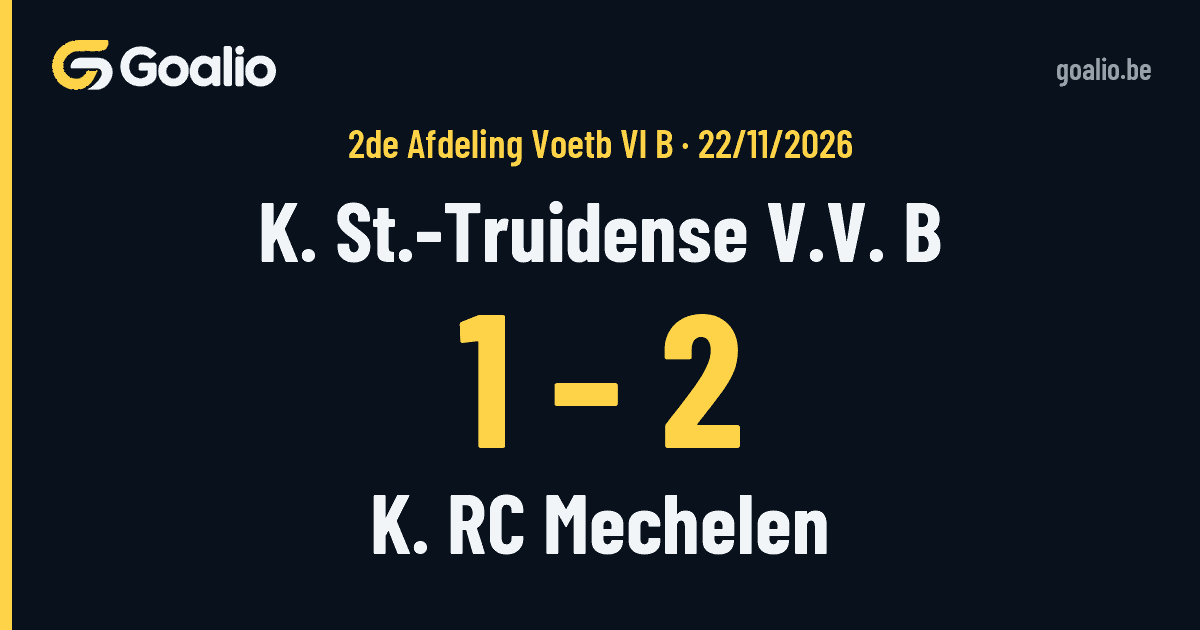 Goalio
goalio.be
2de Afdeling Voetb Vl B · 22/11/2026
K. St.-Truidense V.V. B
1 – 2
K. RC Mechelen